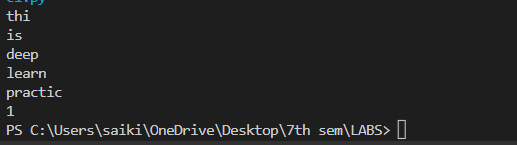 thi
is
deep
learn
practic
1
PS C:\Users\saiki\OneDrive\Desktop\7th sem\LABS>